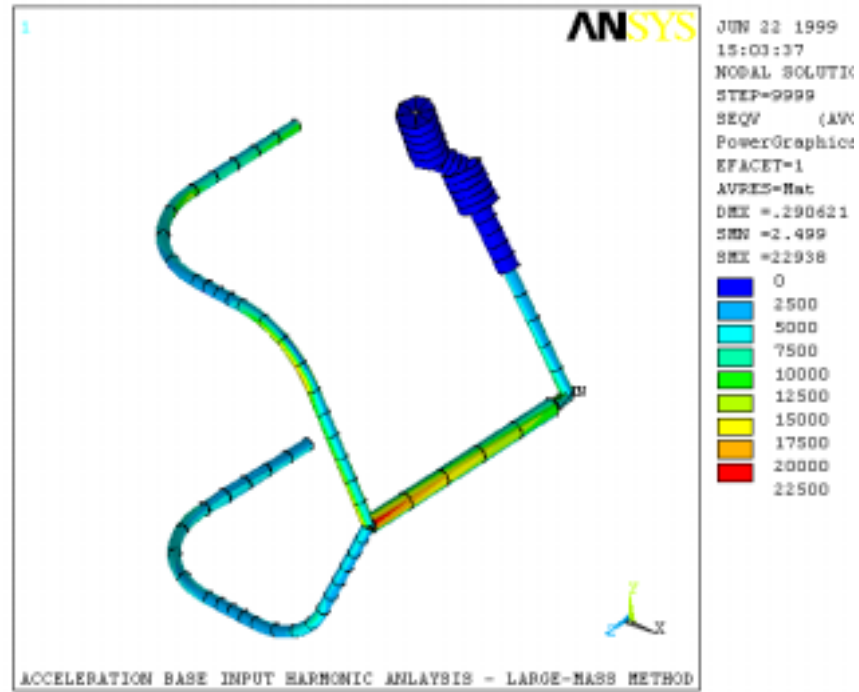 1
ANSYS
JUN 22 1999
15:03:37
NODAL SOLUTIO
STEP=9999
SEQV (AVG
PowerGraphics
EFACET=1
AVRES=Mat
DMX =.290621
SMN =2.499
SMX =22938
0
2500
5000
7500
10000
12500
15000
17500
20000
22500
Y
Z
X
ACCELERATION BASE INPUT HARMONIC ANLAYSIS - LARGE-MASS METHOD